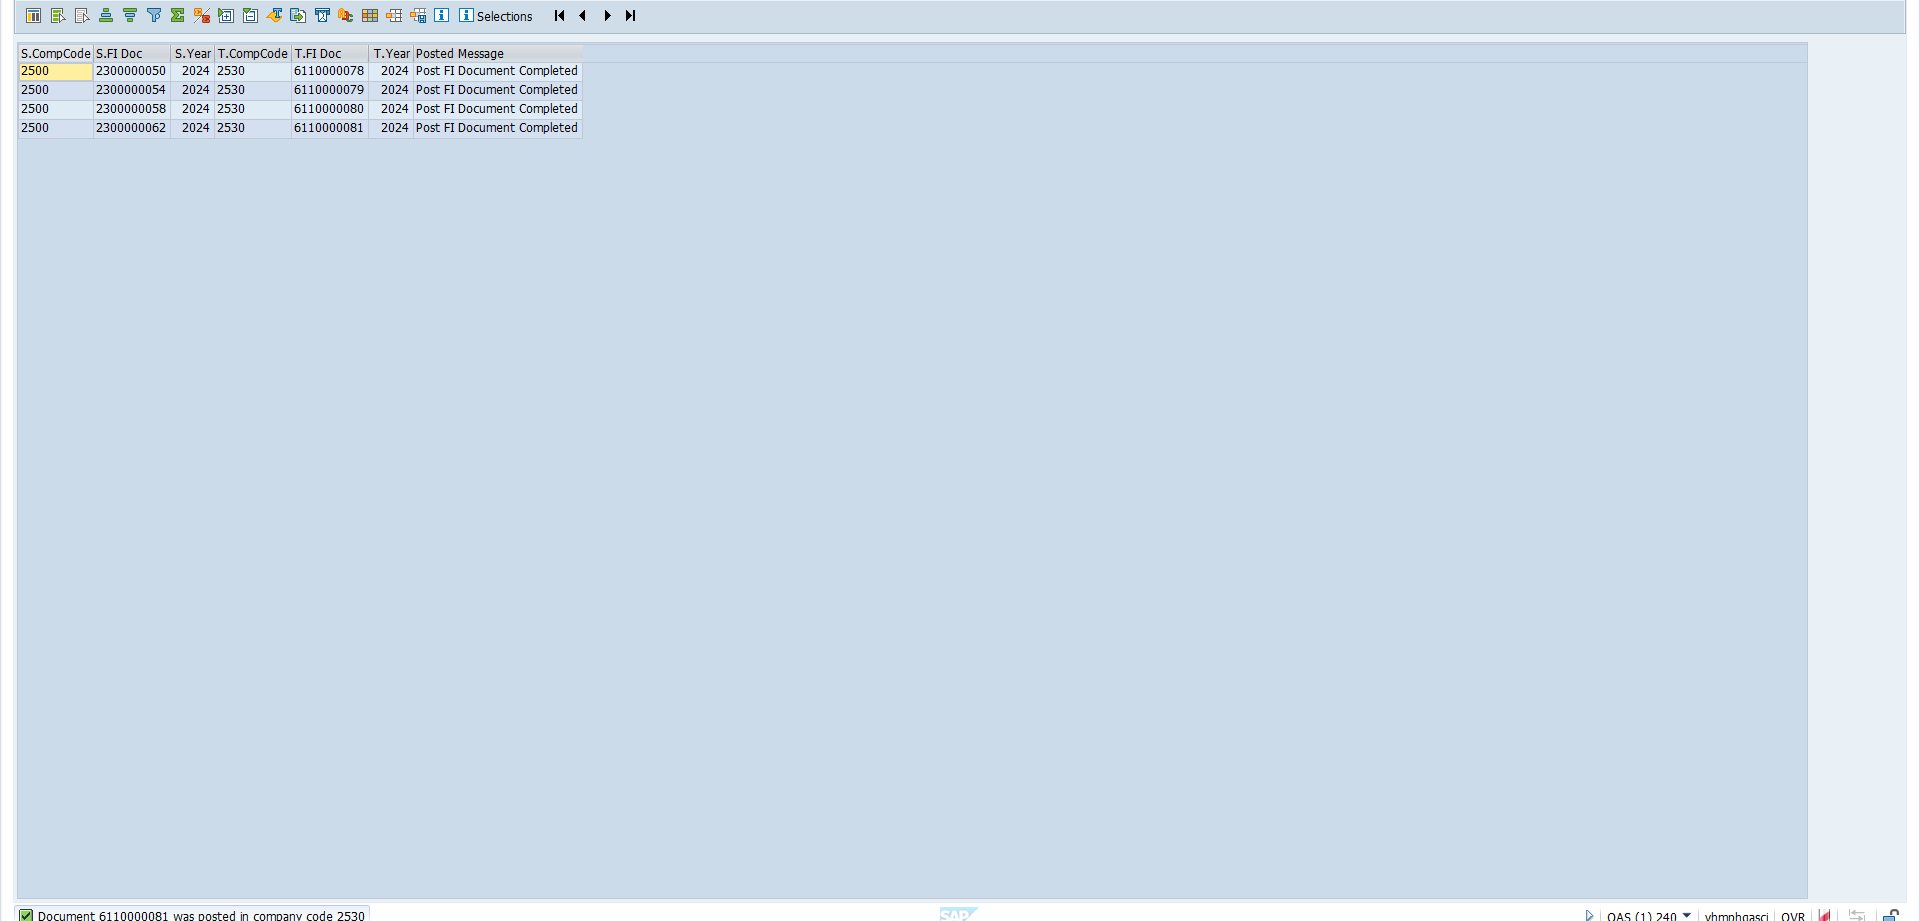 Selections
S.CompCode S.FI Doc S.Year T.CompCode T.FI Doc T.Year Posted Message
2500 2300000050 2024 2530 6110000078 2024 Post FI Document Completed
2500 2300000054 2024 2530 6110000079 2024 Post FI Document Completed
2500 2300000058 2024 2530 6110000080 2024 Post FI Document Completed
2500 2300000062 2024 2530 6110000081 2024 Post FI Document Completed
Document 6110000081 was posted in company code 2530 SAP QAS (1) 240 vhmphqasci OVR